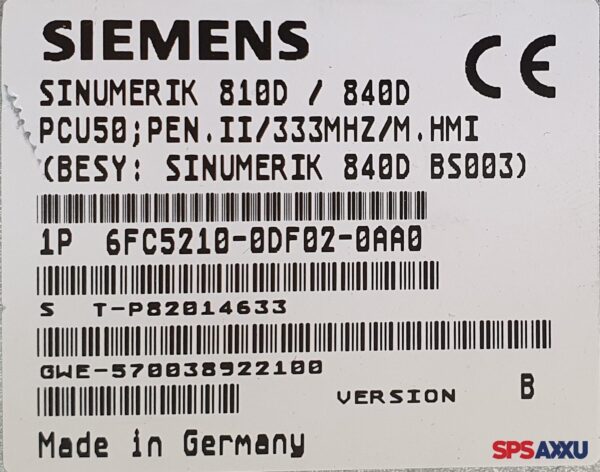 SIEMENS
CE
SINUMERIK 810D / 840D
PCU50;PEN.II/333MHZ/M.HMI
(BESY: SINUMERIK 840D BS003)
1P 6FC5210-0DF02-0AA0
S T-P82014633
GWE-570038922100
VERSION B
Made in Germany
SPSAXXU